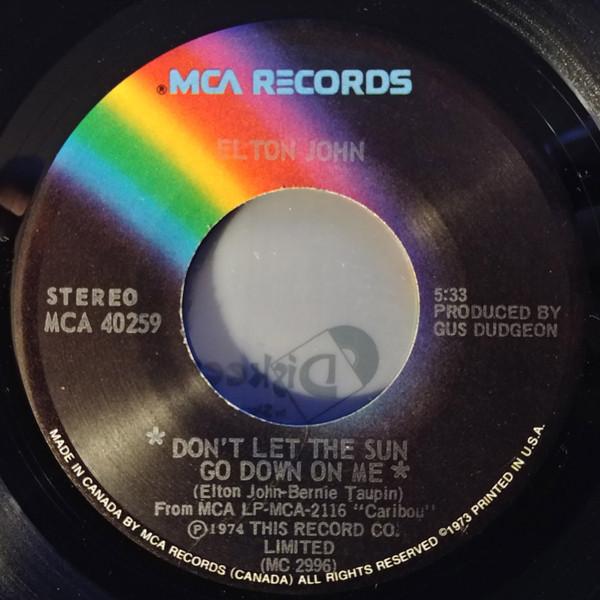 ®MCA RECORDS
ELTON JOHN
STEREO
MCA 40259
5:33
PRODUCED BY
GUS DUDGEON
* DON'T LET THE SUN
GO DOWN ON ME *
(Elton John-Bernie Taupin)
From MCA LP-MCA-2116 "Caribou"
Ⓟ1974 THIS RECORD CO.
LIMITED
(MC 2996)
MADE IN CANADA BY MCA RECORDS (CANADA) ALL RIGHTS RESERVED ©1973 PRINTED IN U.S.A.